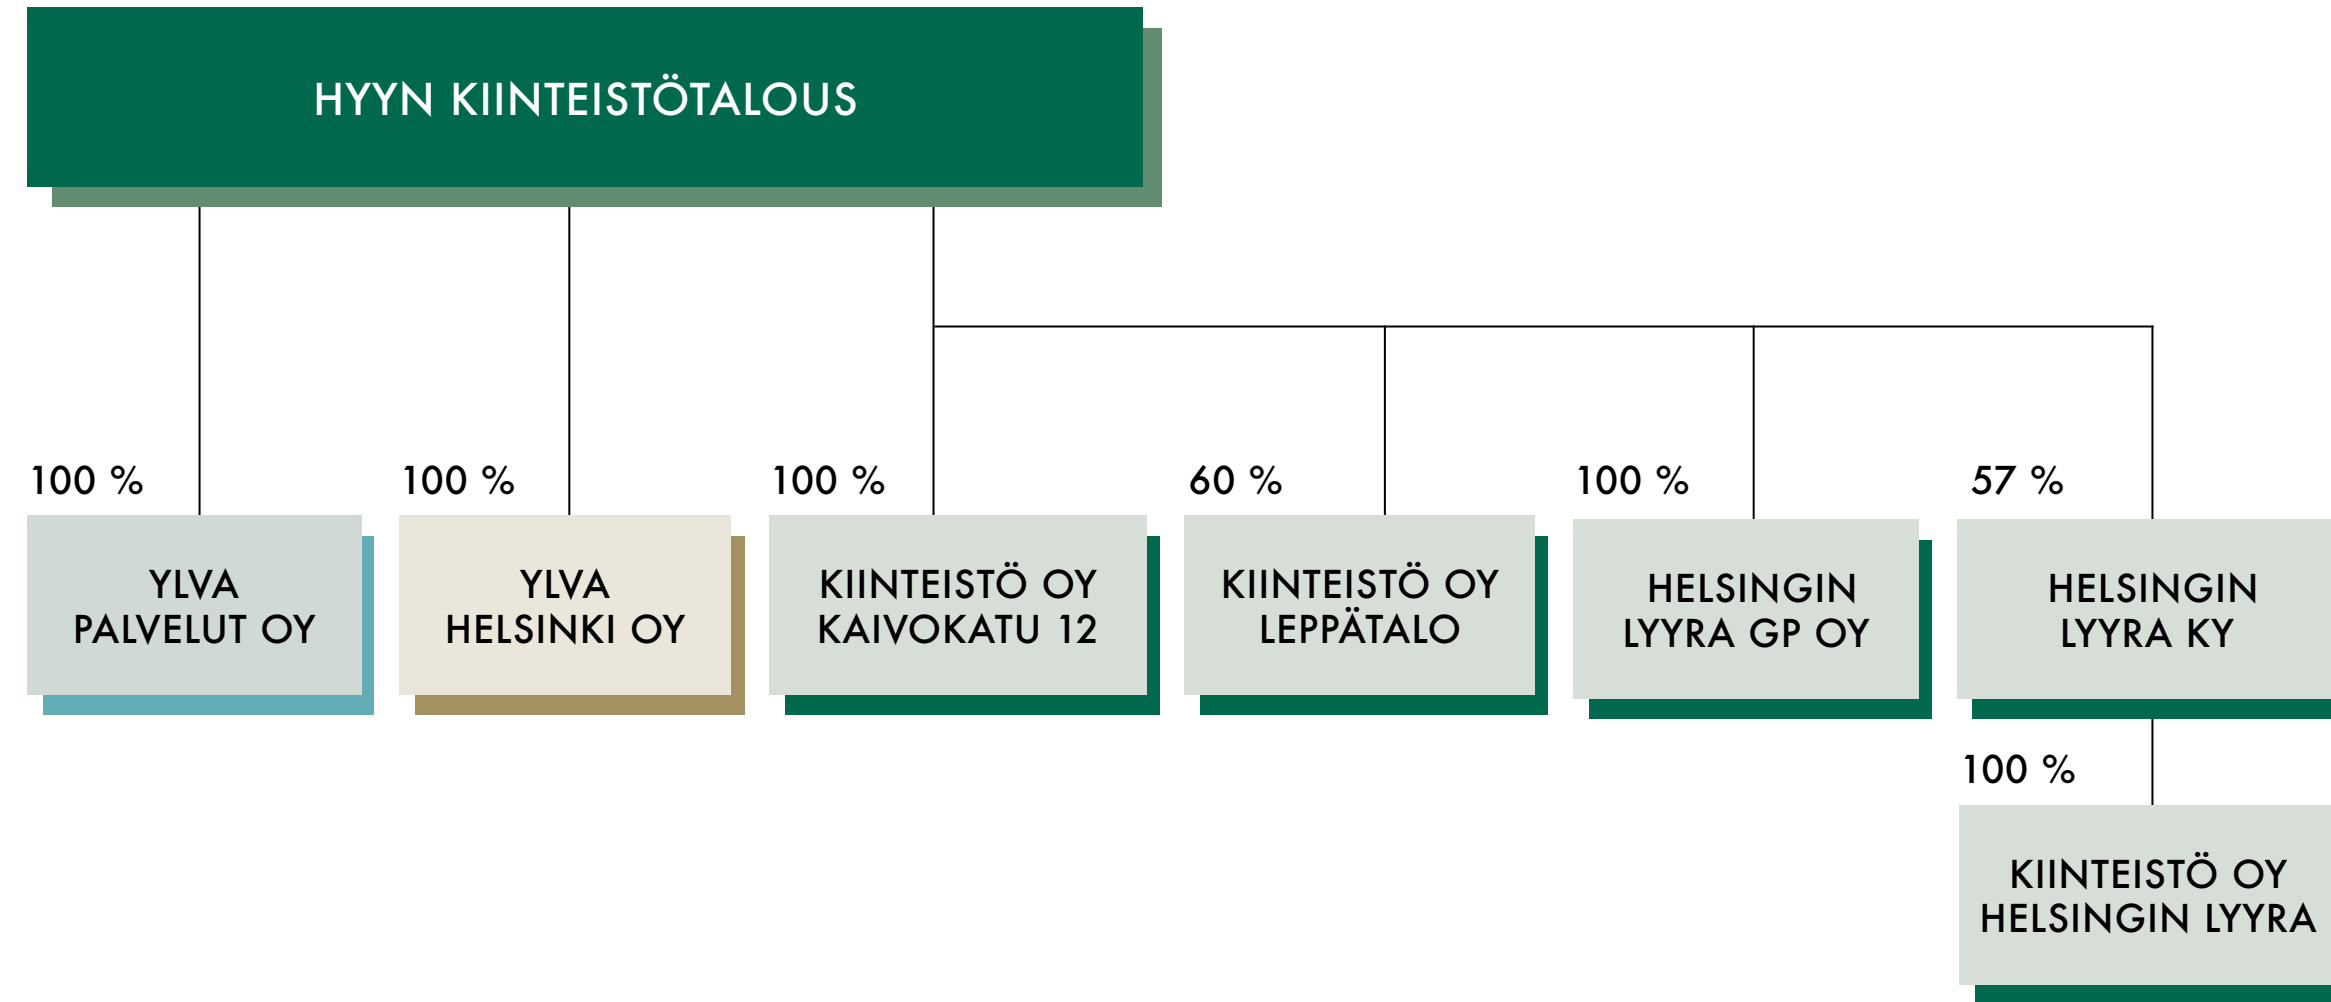 HYYN KIINTEISTÖTALOUS
100 %
100 %
100 %
60 %
100 %
57 %
YLVA
PALVELUT OY
YLVA
HELSINKI OY
KIINTEISTÖ OY
KAIVOKATU 12
KIINTEISTÖ OY
LEPPÄTALO
HELSINGIN
LYYRA GP OY
HELSINGIN
LYYRA KY
100 %
KIINTEISTÖ OY
HELSINGIN LYYRA